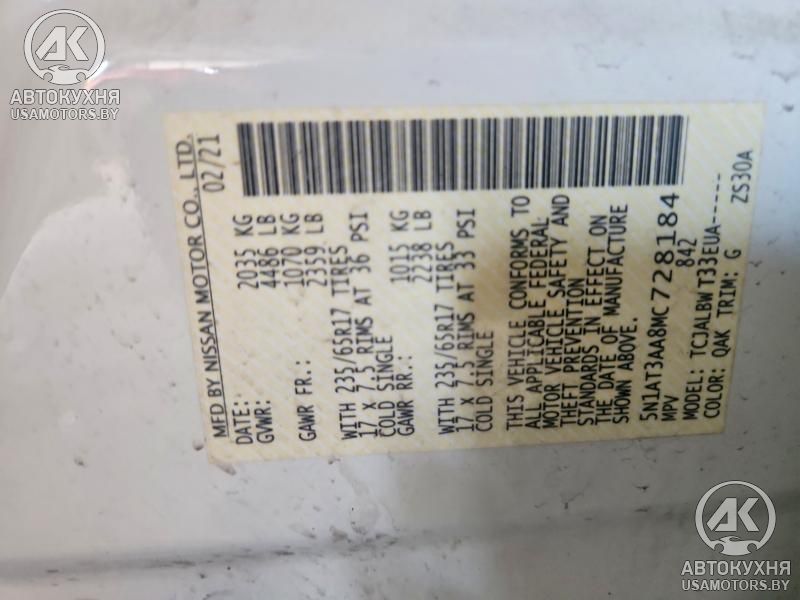 AK
АВТОКУХНЯ
USAMOTORS.BY
MFD BY NISSAN MOTOR CO., LTD.
DATE: 02/21
GVWR: 2035 KG
4486 LB
GAWR FR.: 1070 KG
2359 LB
WITH 235/65R17 TIRES
17 x 7.5 RIMS AT 36 PSI
COLD SINGLE
GAWR RR.: 1015 KG
2238 LB
WITH 235/65R17 TIRES
17 x 7.5 RIMS AT 33 PSI
COLD SINGLE
THIS VEHICLE CONFORMS TO
ALL APPLICABLE FEDERAL
MOTOR VEHICLE SAFETY AND
THEFT PREVENTION
STANDARDS IN EFFECT ON
THE DATE OF MANUFACTURE
SHOWN ABOVE.
5N1AT3AA8MC728184
MPV 842
MODEL: TCJALBWT33EUA-----
COLOR: QAK TRIM: G ZS30A
AK
АВТОКУХНЯ
USAMOTORS.BY